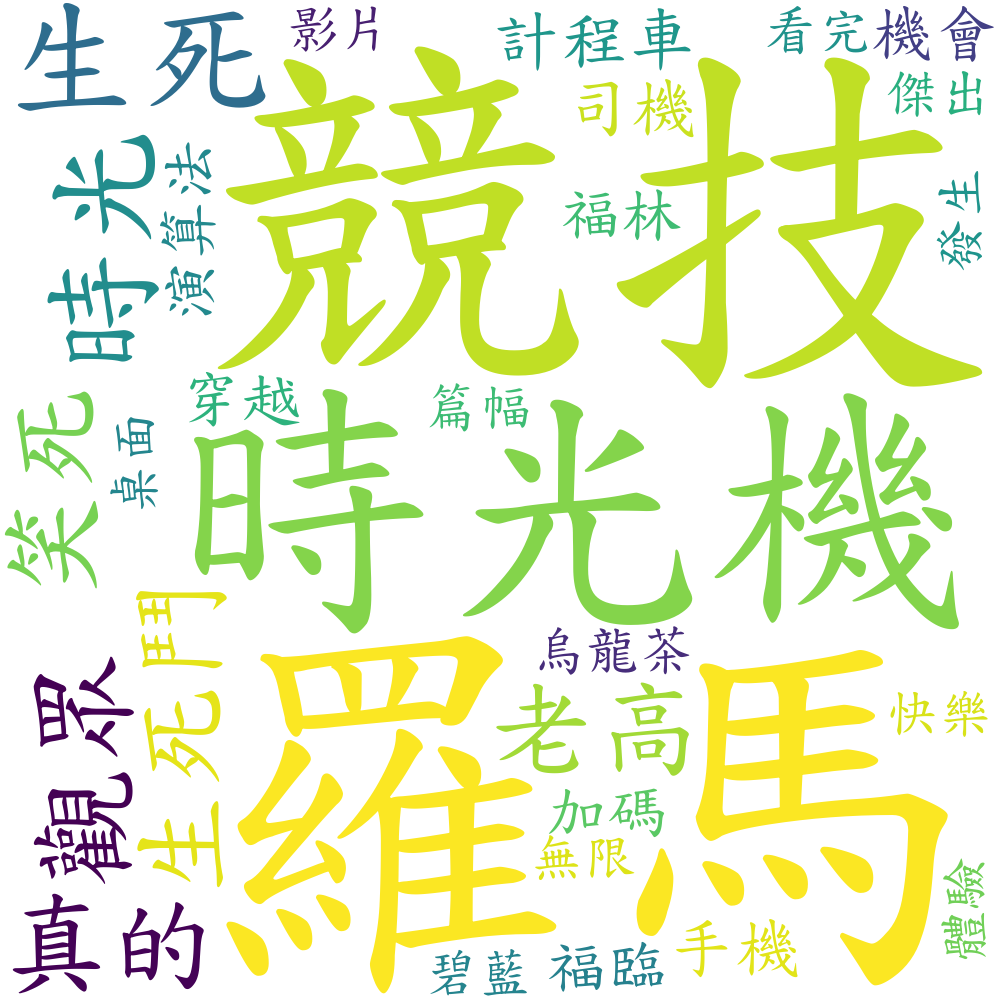 生死
影片
計程車
看完
機會
競技
司機
傑出
時光
演算法
福林
發生
穿越
篇幅
笑死
桌面
時光機
生死鬥
烏龍茶
羅馬
觀眾
老高
快樂
加碼
無限
真的
手機
體驗
碧藍
福臨